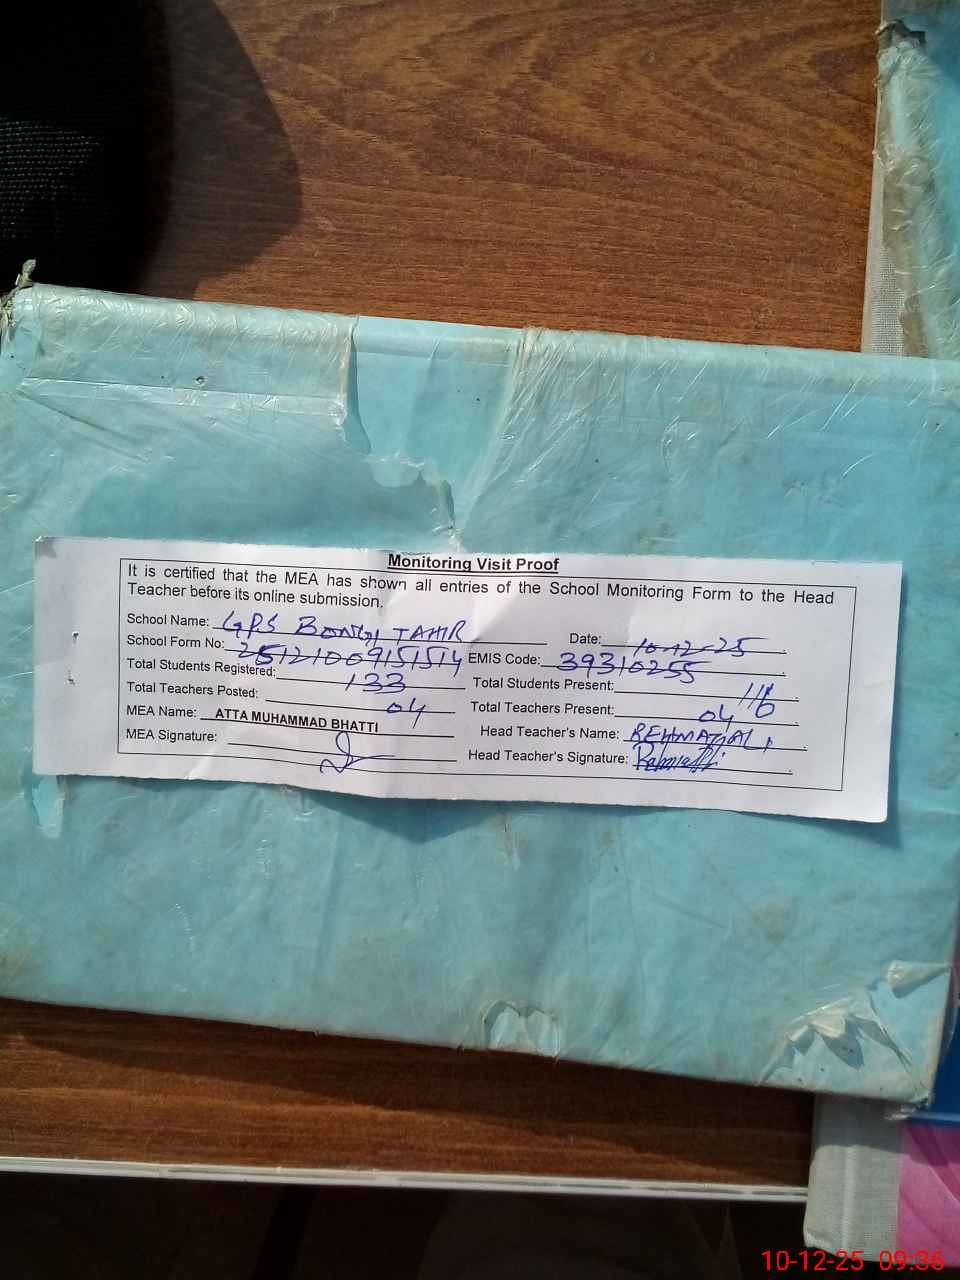 Monitoring Visit Proof
It is certified that the MEA has shown all entries of the School Monitoring Form to the Head
Teacher before its online submission.
School Name: GPS BONGI TAHIR Date: 10-12-25
School Form No: 25121009151514 EMIS Code: 39310255
Total Students Registered: 133 Total Students Present:
Total Teachers Posted: 04 Total Teachers Present: 04
MEA Name: ATTA MUHAMMAD BHATTI Head Teacher's Name: REHMAT ALI
MEA Signature: Head Teacher's Signature:
10-12-25 09:36